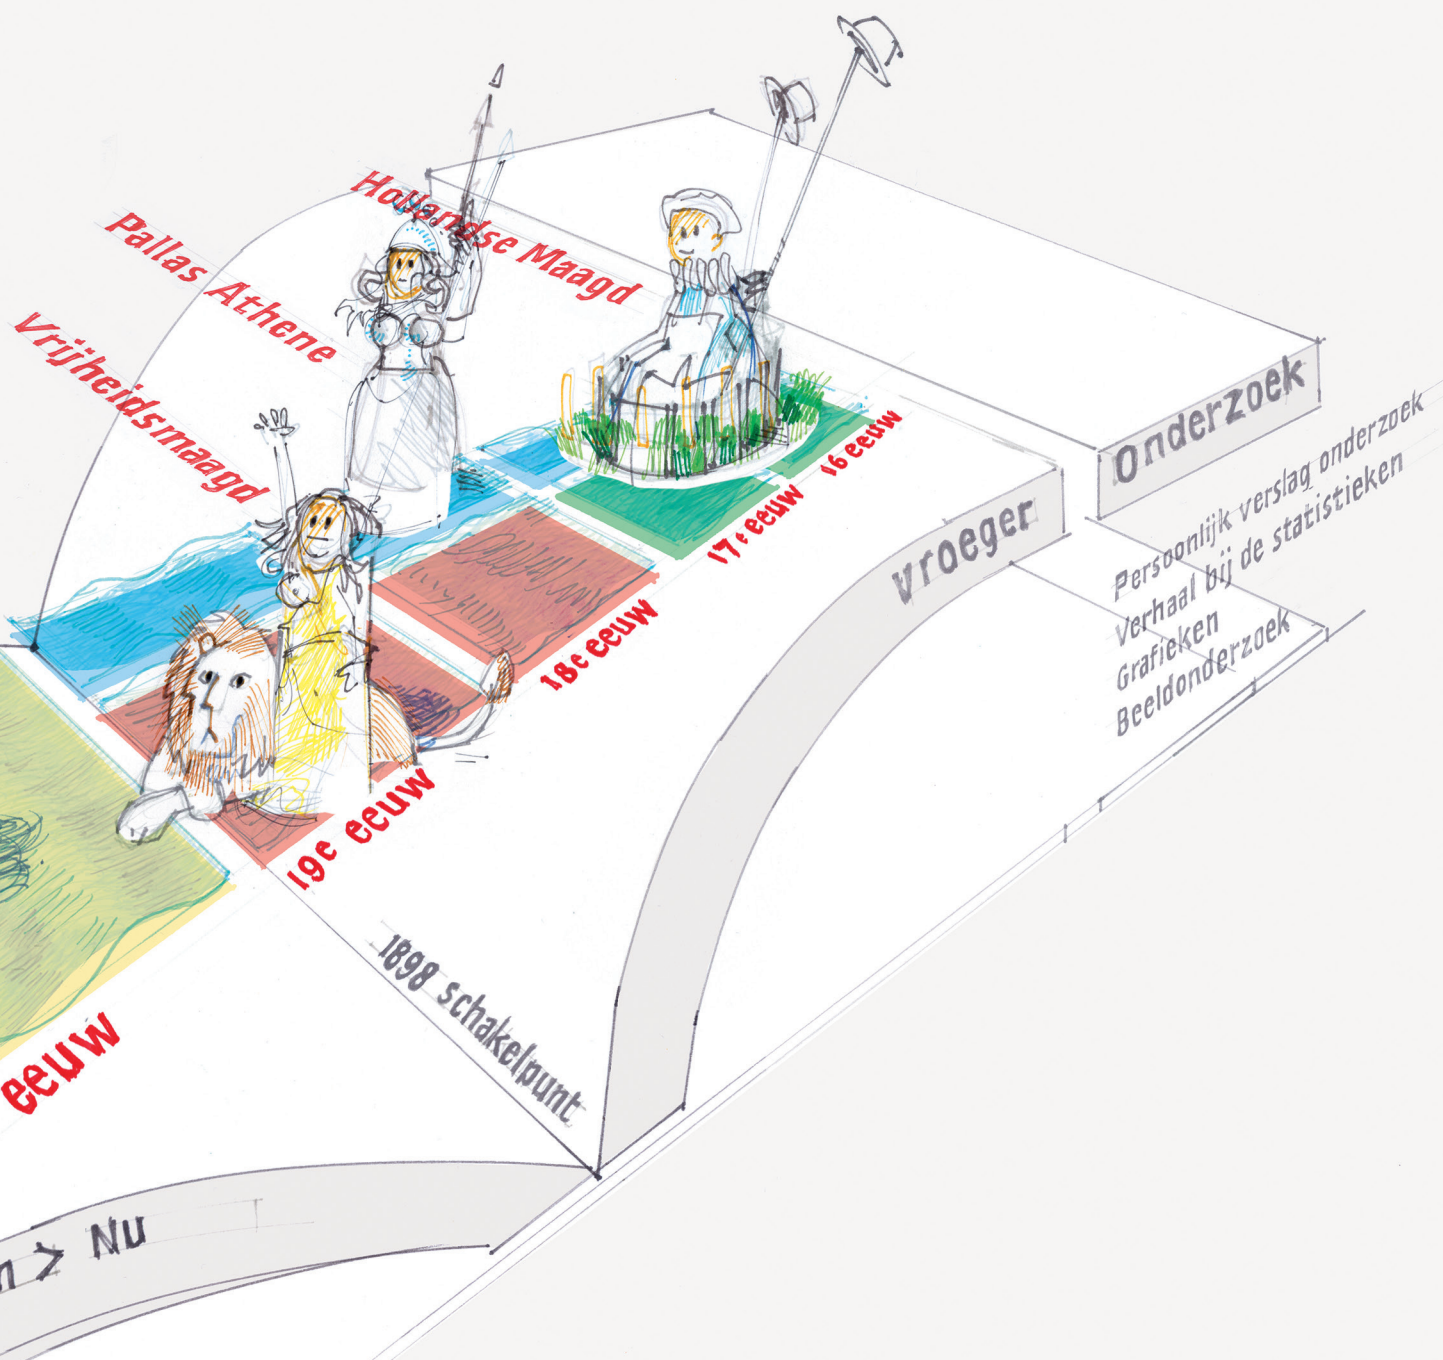 Hollandse Maagd
Pallas Athene
Vrijheidsmaagd
16 eeuw
17e eeuw
18e eeuw
19e eeuw
eeuw
1898 schakelpunt
vroeger
Onderzoek
Persoonlijk verslag onderzoek
Verhaal bij de statistieken
Grafieken
Beeldonderzoek
n > Nu